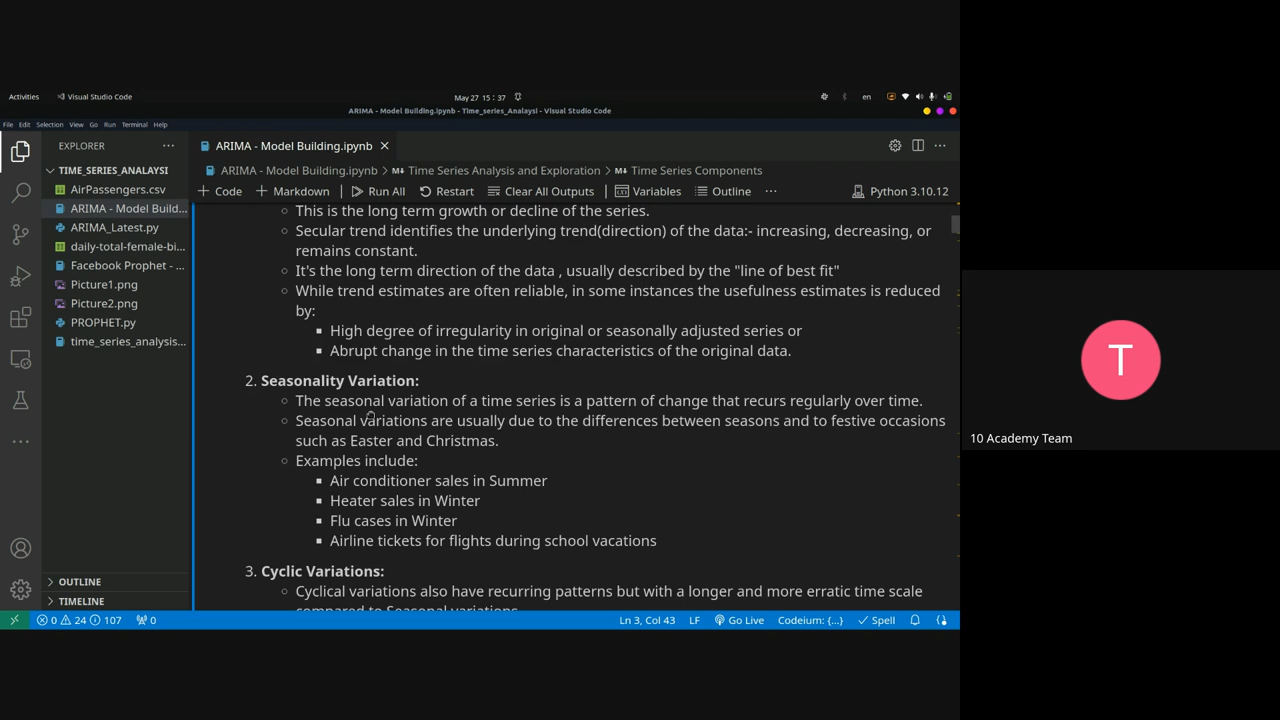 Activities
Visual Studio Code
May 27 15:37
en
ARIMA - Model Building.ipynb - Time_series_Analaysi - Visual Studio Code
File Edit Selection View Go Run Terminal Help
EXPLORER
TIME_SERIES_ANALAYSI
AirPassengers.csv
ARIMA - Model Build...
ARIMA_Latest.py
daily-total-female-bi...
Facebook Prophet - ...
Picture1.png
Picture2.png
PROPHET.py
time_series_analysis...
OUTLINE
TIMELINE
ARIMA - Model Building.ipynb
ARIMA - Model Building.ipynb > Time Series Analysis and Exploration > Time Series Components
Code Markdown Run All Restart Clear All Outputs Variables Outline ... Python 3.10.12
This is the long term growth or decline of the series.
Secular trend identifies the underlying trend(direction) of the data:- increasing, decreasing, or
remains constant.
It's the long term direction of the data , usually described by the "line of best fit"
While trend estimates are often reliable, in some instances the usefulness estimates is reduced
by:
High degree of irregularity in original or seasonally adjusted series or
Abrupt change in the time series characteristics of the original data.
2. Seasonality Variation:
The seasonal variation of a time series is a pattern of change that recurs regularly over time.
Seasonal variations are usually due to the differences between seasons and to festive occasions
such as Easter and Christmas.
Examples include:
Air conditioner sales in Summer
Heater sales in Winter
Flu cases in Winter
Airline tickets for flights during school vacations
3. Cyclic Variations:
Cyclical variations also have recurring patterns but with a longer and more erratic time scale
compared to Seasonal variations.
0 24 107 0
Ln 3, Col 43 LF Go Live Codeium: {...} Spell
T
10 Academy Team